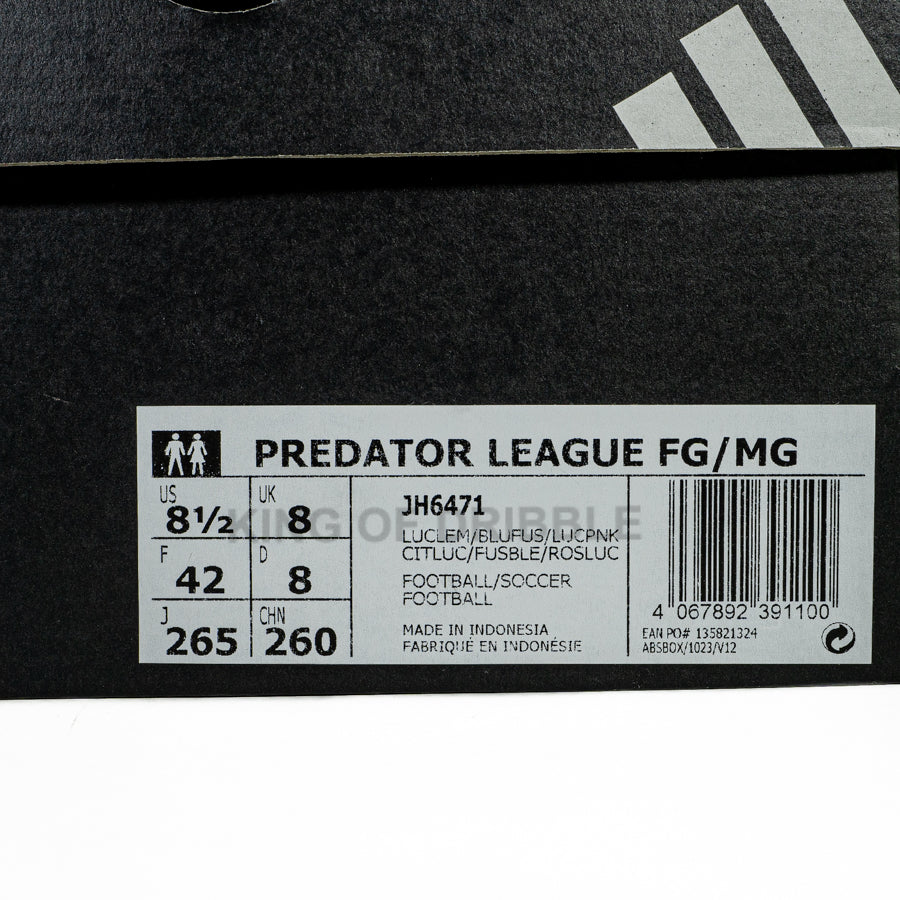 PREDATOR LEAGUE FG/MG
US 8½ UK 8
F 42 D 8
J 265 CHN 260
JH6471
KING OF DRIBBLE
LUCLEM/BLUFUS/LUCPNK
CITLUC/FUSBLE/ROSLUC
FOOTBALL/SOCCER
FOOTBALL
MADE IN INDONESIA
FABRIQUÉ EN INDONÉSIE
4 067892 391100
EAN PO# 135821324
ABSBOX/1023/V12